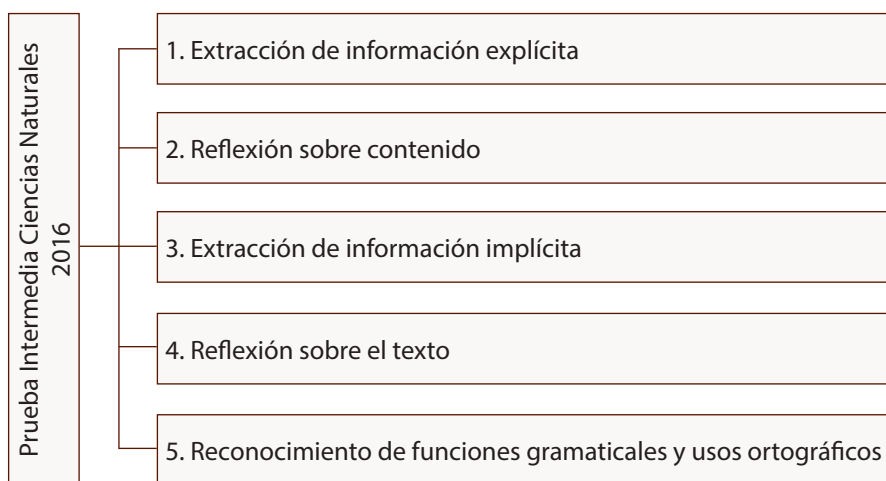 Prueba Intermedia Ciencias Naturales
2016
1. Extracción de información explícita
2. Reflexión sobre contenido
3. Extracción de información implícita
4. Reflexión sobre el texto
5. Reconocimiento de funciones gramaticales y usos ortográficos